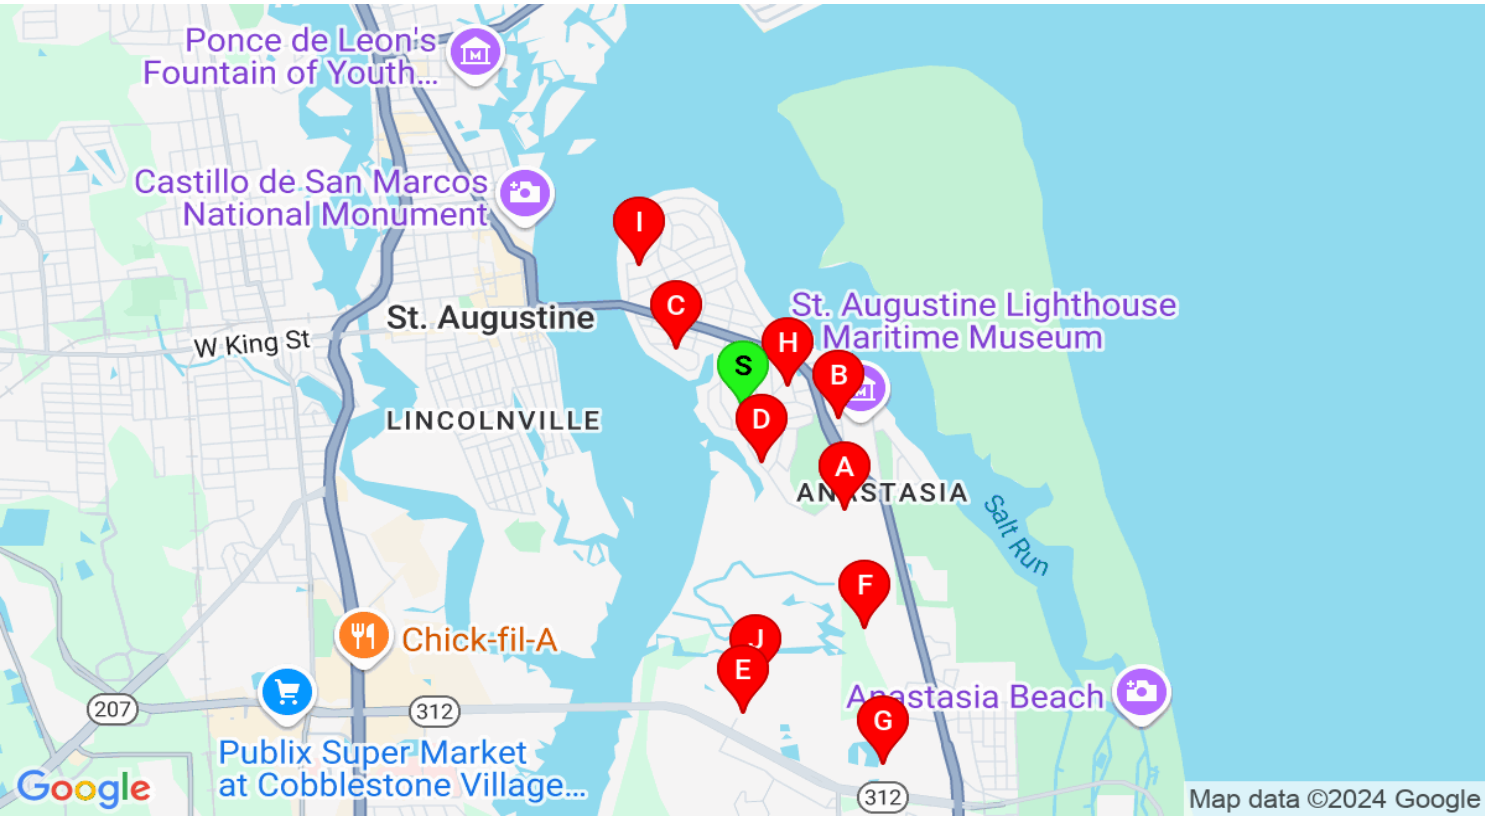 Ponce de Leon's
Fountain of Youth...
Castillo de San Marcos
National Monument
I
C
St. Augustine Lighthouse
Maritime Museum
St. Augustine
W King St
H
S
B
D
LINCOLNVILLE
A
ANASTASIA
Salt Run
F
Chick-fil-A
J
E
Anastasia Beach
207
312
G
Publix Super Market
at Cobblestone Village...
312
Google
Map data ©2024 Google